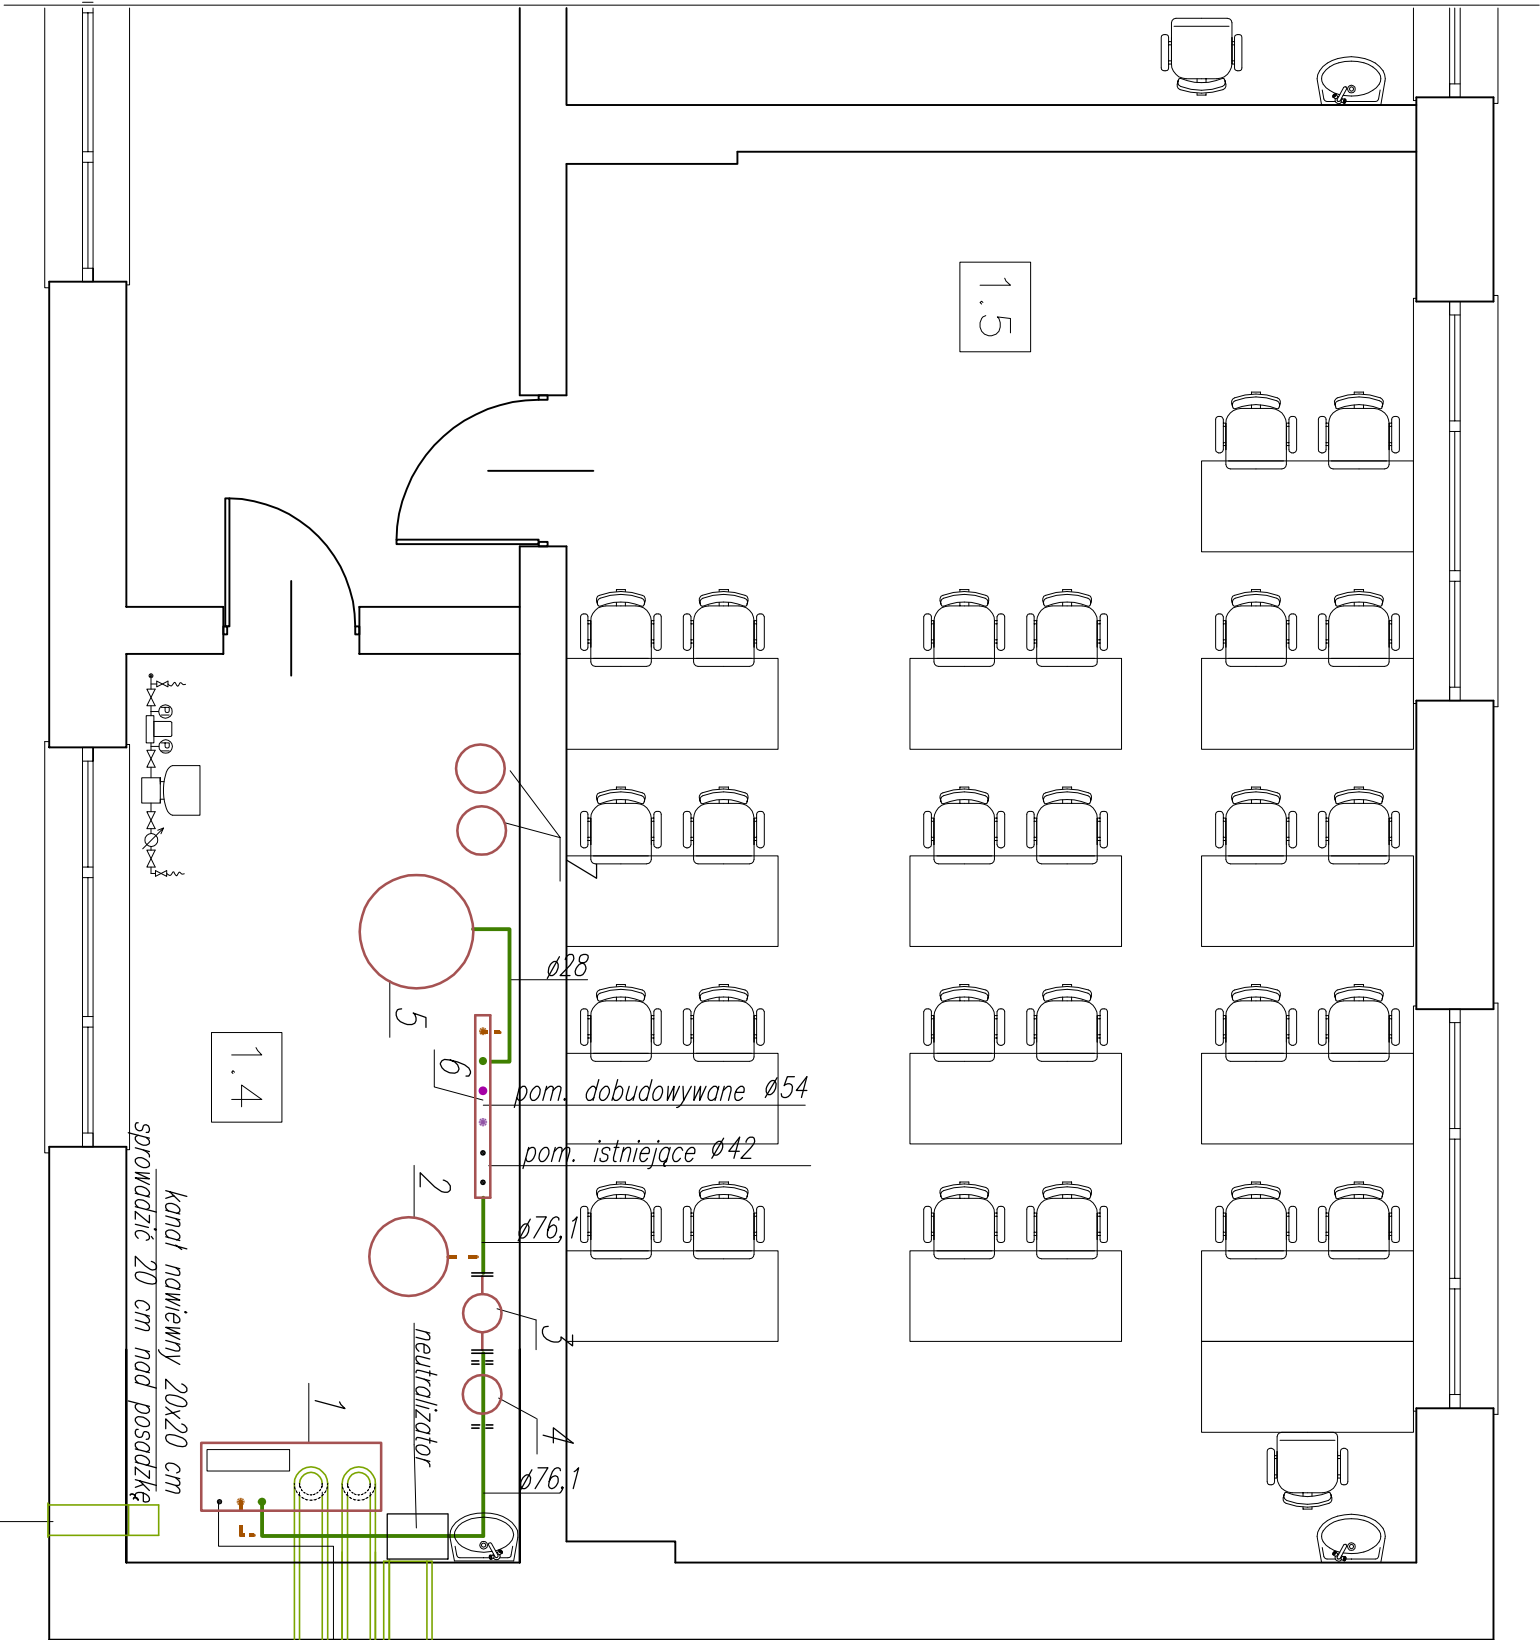 1.5
7
ø28
5
6
1.4
pom. dobudowywane ø54
pom. istniejące ø42
2
ø76,1
3
kanał nawiewny 20x20 cm
sprowadzić 20 cm nad posadzkę
neutralizator
1
4
ø76,1